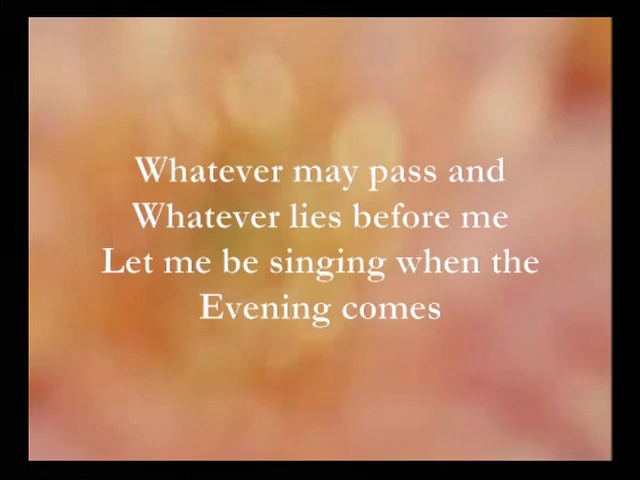 Whatever may pass and
Whatever lies before me
Let me be singing when the
Evening comes